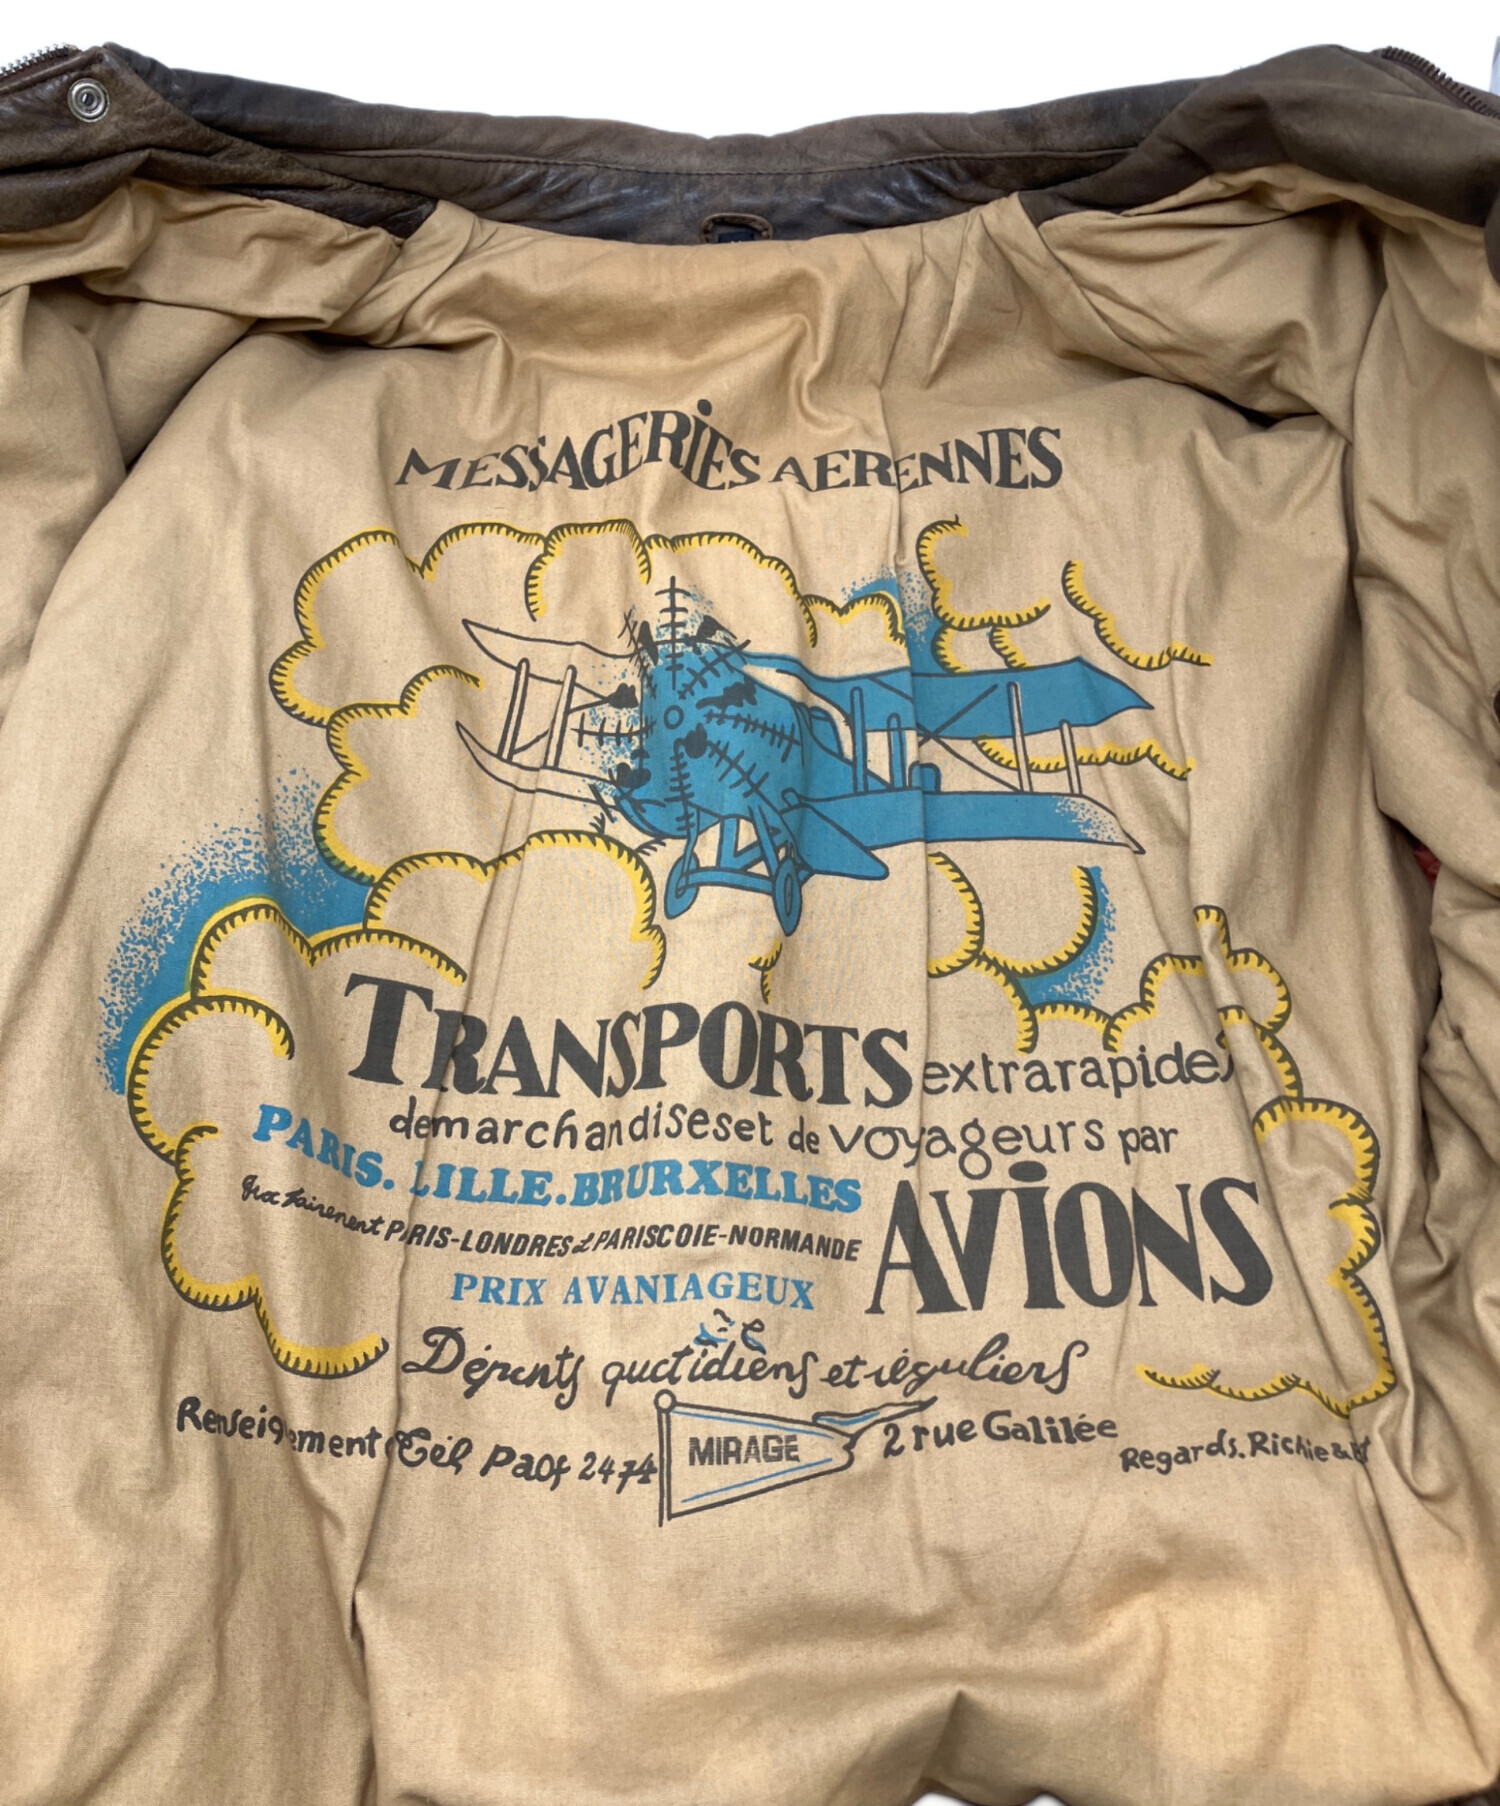 MESSAGERiES AERENNES
TRANSPORTS extrarapides
demarchandiseset de voyageurs par
PARIS. LILLE. BRURXELLES
AViONS
PARIS-LONDRES & PARISCOIE-NORMANDE
PRIX AVANIAGEUX
quotidiens et réguliers
Renseignement Tél Paof 2474
MIRAGE
2 rue Galilée
Regards. Richie &